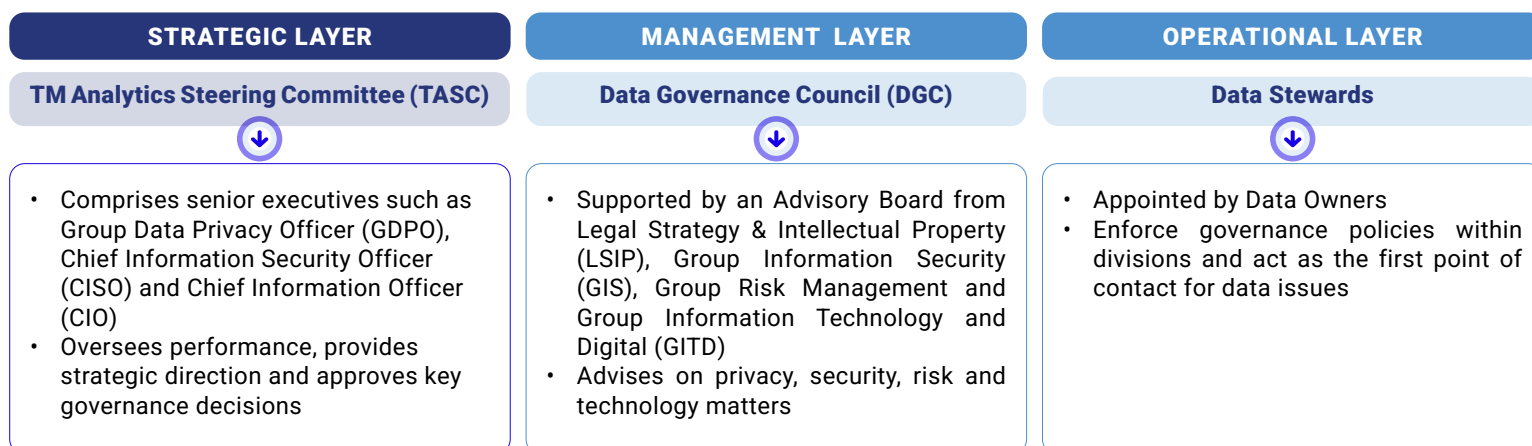 STRATEGIC LAYER
TM Analytics Steering Committee (TASC)
• Comprises senior executives such as
Group Data Privacy Officer (GDPO),
Chief Information Security Officer
(CISO) and Chief Information Officer
(CIO)
• Oversees performance, provides
strategic direction and approves key
governance decisions
MANAGEMENT LAYER
Data Governance Council (DGC)
• Supported by an Advisory Board from
Legal Strategy & Intellectual Property
(LSIP), Group Information Security
(GIS), Group Risk Management and
Group Information Technology and
Digital (GITD)
• Advises on privacy, security, risk and
technology matters
OPERATIONAL LAYER
Data Stewards
• Appointed by Data Owners
• Enforce governance policies within
divisions and act as the first point of
contact for data issues